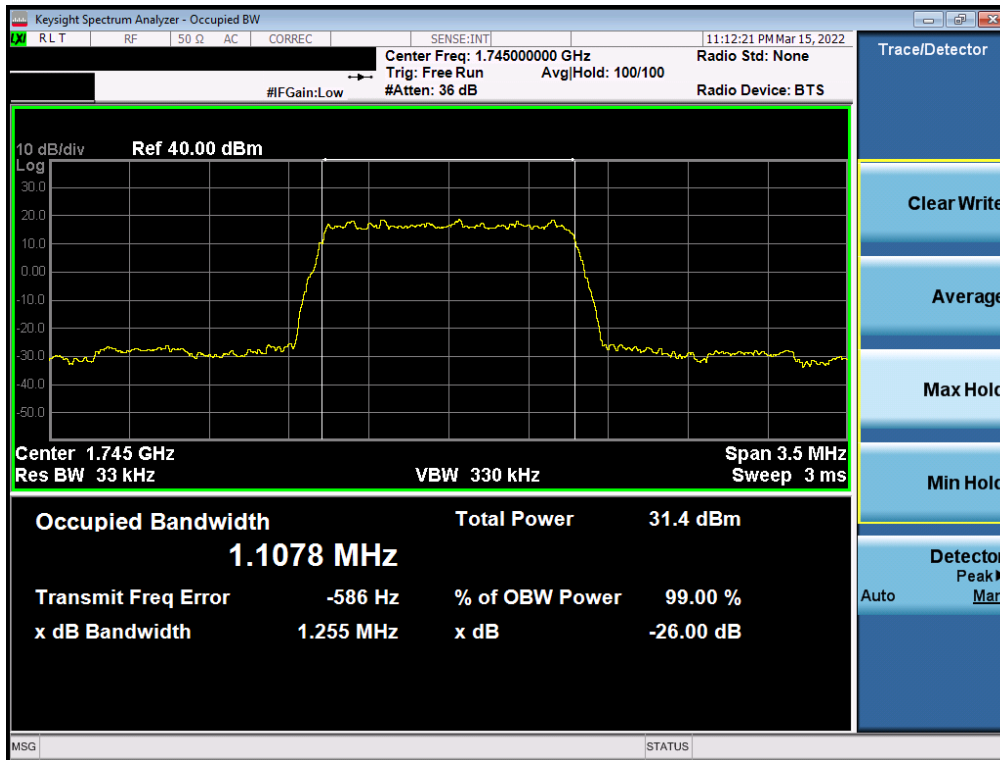 Keysight Spectrum Analyzer - Occupied BW
LXI RLT RF 50 Ω AC CORREC SENSE:INT 11:12:21 PM Mar 15, 2022
Center Freq: 1.745000000 GHz Radio Std: None
Trig: Free Run Avg|Hold: 100/100
#IFGain:Low #Atten: 36 dB Radio Device: BTS
10 dB/div Ref 40.00 dBm
Log
30.0
20.0
10.0
0.00
-10.0
-20.0
-30.0
-40.0
-50.0
Center 1.745 GHz Span 3.5 MHz
Res BW 33 kHz VBW 330 kHz Sweep 3 ms
Occupied Bandwidth Total Power 31.4 dBm
1.1078 MHz
Transmit Freq Error -586 Hz % of OBW Power 99.00 %
x dB Bandwidth 1.255 MHz x dB -26.00 dB
MSG STATUS
Trace/Detector
Clear Write
Average
Max Hold
Min Hold
Detector
Peak
Auto Man